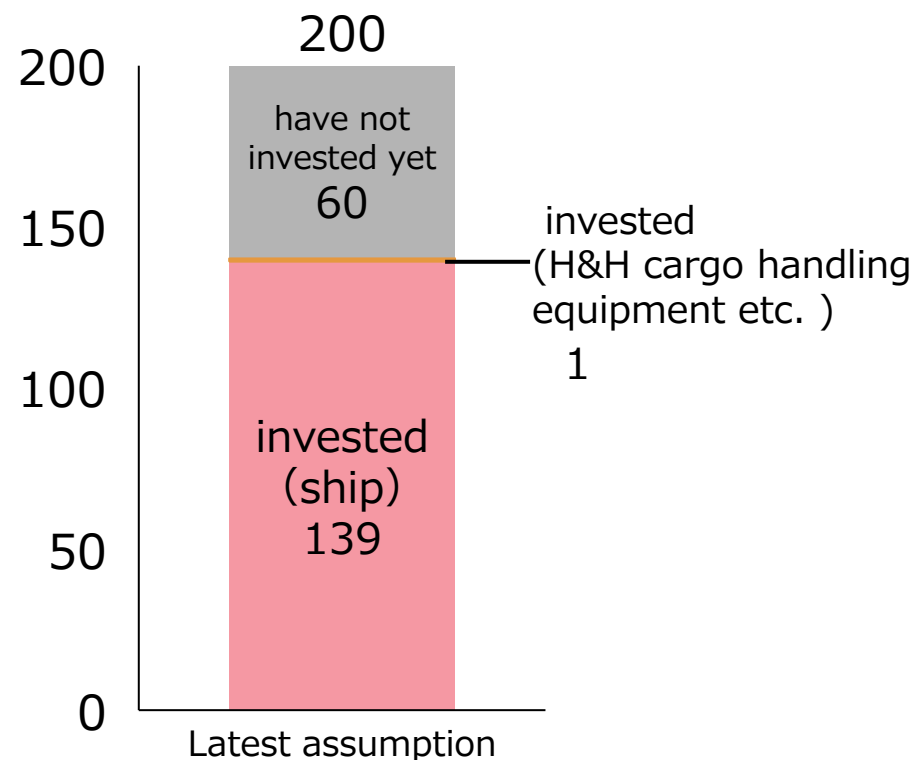 200
200
have not
invested yet
60
150
invested
(H&H cargo handling
equipment etc. )
1
100
invested
（ship）
139
50
0
Latest assumption